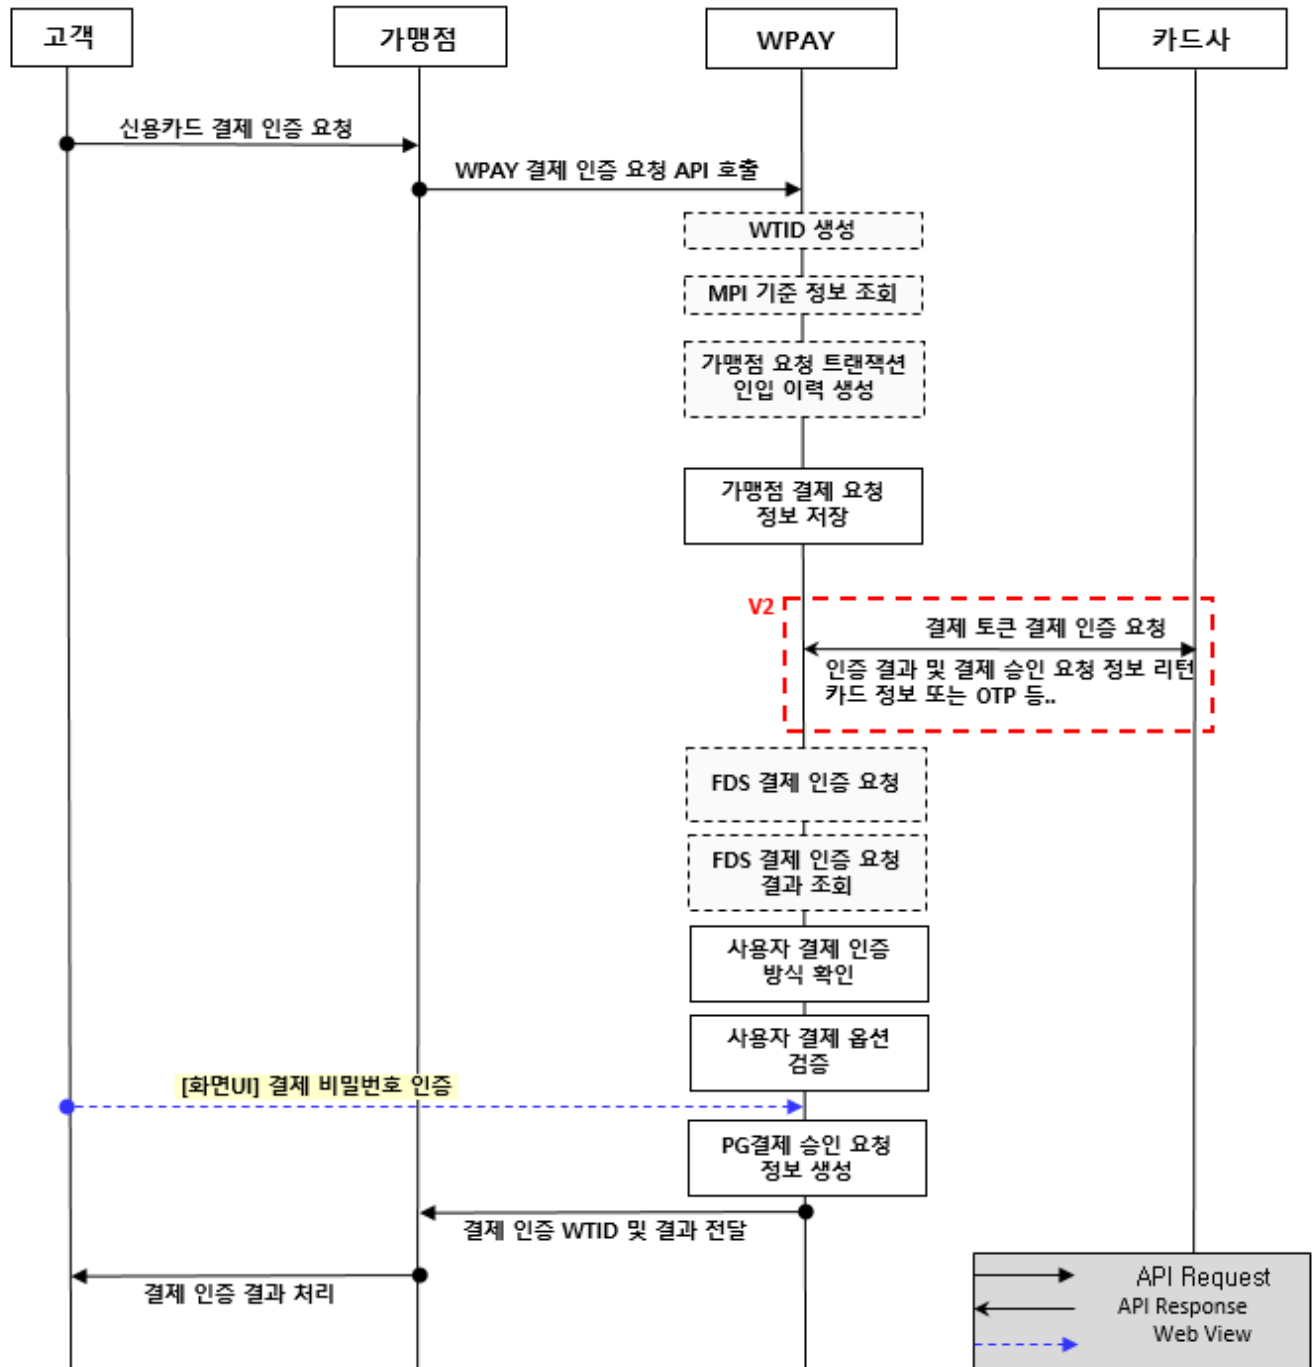 고객
가맹점
WPAY
카드사
신용카드 결제 인증 요청
WPAY 결제 인증 요청 API 호출
WTID 생성
MPI 기준 정보 조회
가맹점 요청 트랜잭션
인입 이력 생성
가맹점 결제 요청
정보 저장
V2
결제 토큰 결제 인증 요청
인증 결과 및 결제 승인 요청 정보 리턴
카드 정보 또는 OTP 등..
FDS 결제 인증 요청
FDS 결제 인증 요청
결과 조회
사용자 결제 인증
방식 확인
사용자 결제 옵션
검증
[화면UI] 결제 비밀번호 인증
PG결제 승인 요청
정보 생성
결제 인증 WTID 및 결과 전달
결제 인증 결과 처리
API Request
API Response
Web View